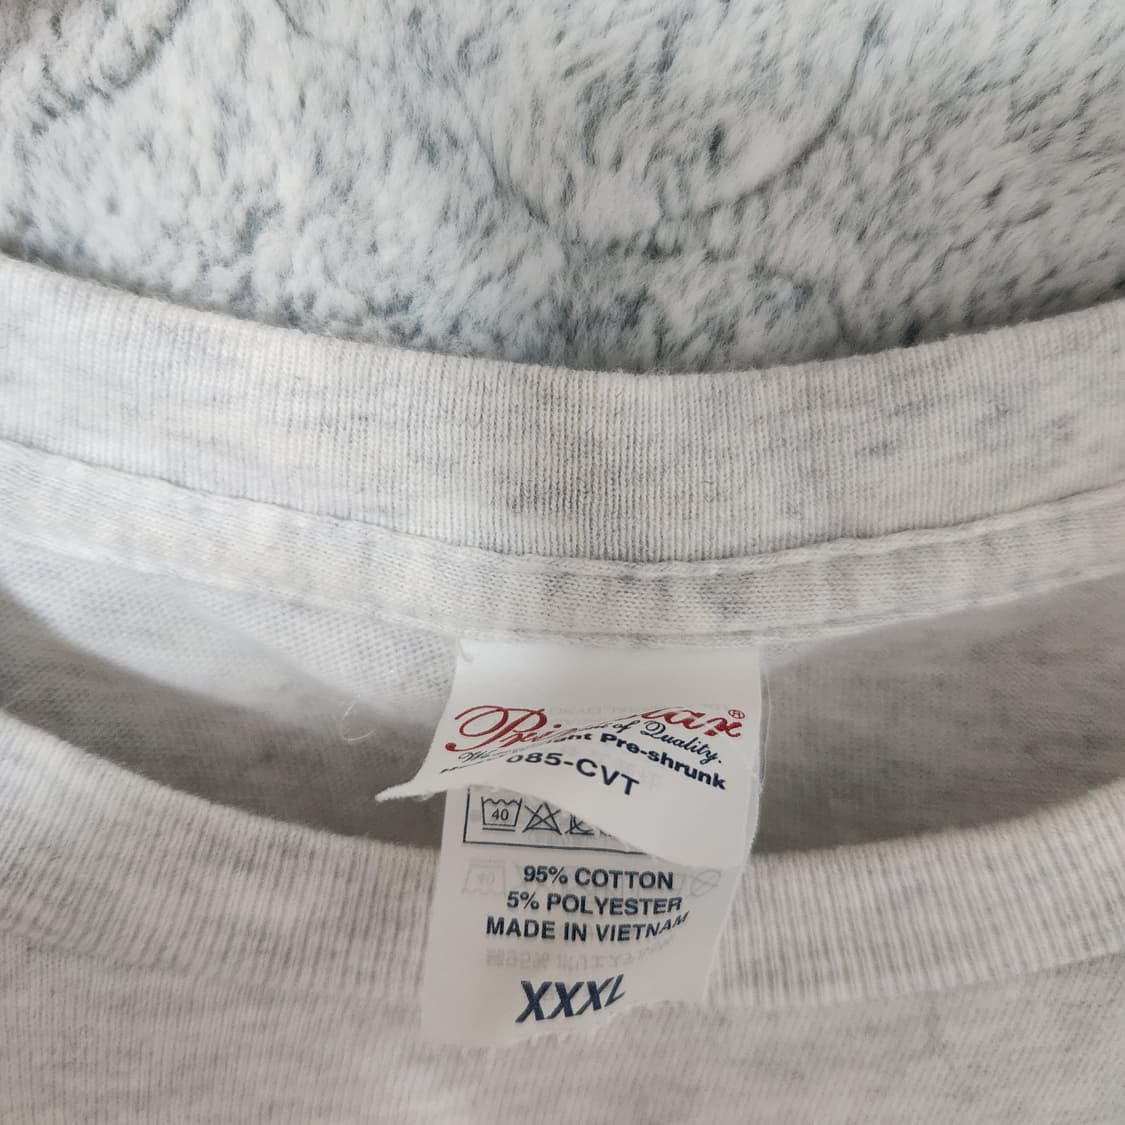 of Quality.
Pre-shrunk
085-CVT
40
95% COTTON
5% POLYESTER
MADE IN VIETNAM
XXXL